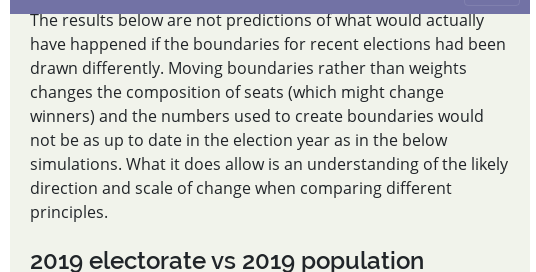 The results below are not predictions of what would actually
have happened if the boundaries for recent elections had been
drawn differently. Moving boundaries rather than weights
changes the composition of seats (which might change
winners) and the numbers used to create boundaries would
not be as up to date in the election year as in the below
simulations. What it does allow is an understanding of the likely
direction and scale of change when comparing different
principles.
2019 electorate vs 2019 population